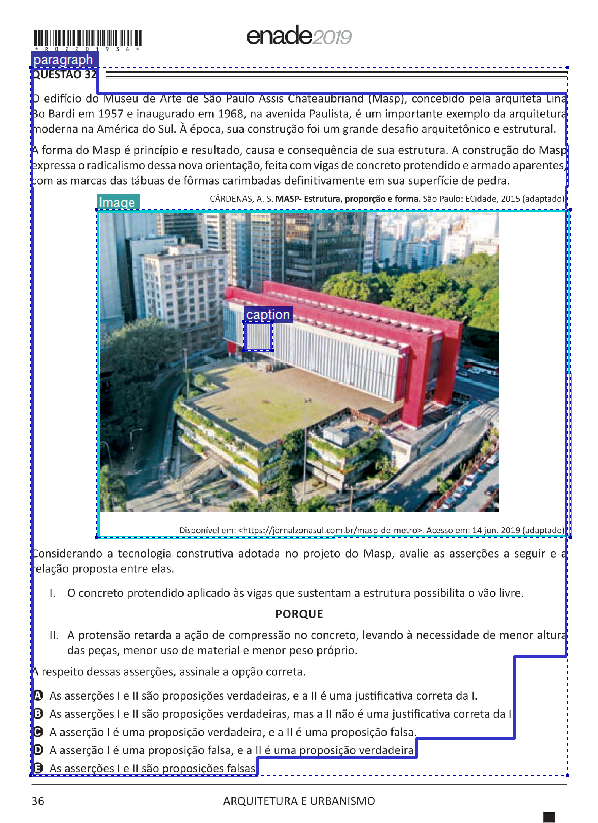 * R 0 2 2 0 1 9 3 6 *
enade2019
paragraph
QUESTÃO 32
O edifício do Museu de Arte de São Paulo Assis Chateaubriand (Masp), concebido pela arquiteta Lina
Bo Bardi em 1957 e inaugurado em 1968, na avenida Paulista, é um importante exemplo da arquitetura
moderna na América do Sul. À época, sua construção foi um grande desafio arquitetônico e estrutural.
A forma do Masp é princípio e resultado, causa e consequência de sua estrutura. A construção do Masp
expressa o radicalismo dessa nova orientação, feita com vigas de concreto protendido e armado aparentes,
com as marcas das tábuas de fôrmas carimbadas definitivamente em sua superfície de pedra.
Image
CÁRDENAS, A. S. MASP- Estrutura, proporção e forma. São Paulo: ECidade, 2015 (adaptado).
caption
Disponível em: <https://jornalzonasul.com.br/masp-do-metro>. Acesso em: 14 jun. 2019 (adaptado).
Considerando a tecnologia construtiva adotada no projeto do Masp, avalie as asserções a seguir e a
relação proposta entre elas.
I. O concreto protendido aplicado às vigas que sustentam a estrutura possibilita o vão livre.
PORQUE
II. A protensão retarda a ação de compressão no concreto, levando à necessidade de menor altura
das peças, menor uso de material e menor peso próprio.
A respeito dessas asserções, assinale a opção correta.
A As asserções I e II são proposições verdadeiras, e a II é uma justificativa correta da I.
B As asserções I e II são proposições verdadeiras, mas a II não é uma justificativa correta da I.
C A asserção I é uma proposição verdadeira, e a II é uma proposição falsa.
D A asserção I é uma proposição falsa, e a II é uma proposição verdadeira.
E As asserções I e II são proposições falsas.
36
ARQUITETURA E URBANISMO